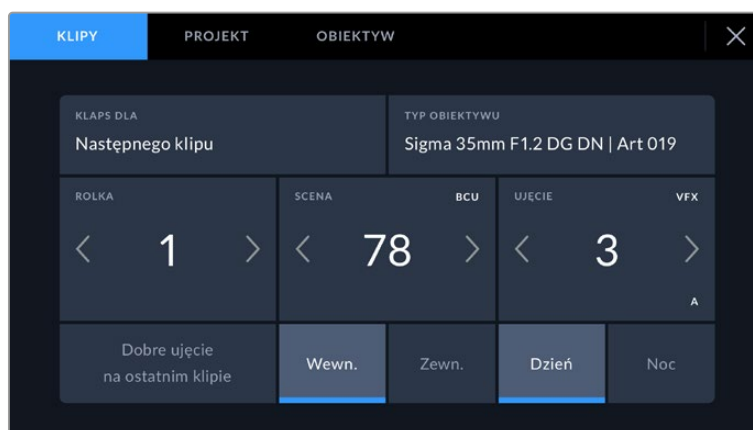 KLIPY PROJEKT OBIEKTYW
KLAPS DLA
Następnego klipu
TYP OBIEKTYWU
Sigma 35mm F1.2 DG DN | Art 019
ROLKA
1
SCENA BCU
78
UJĘCIE VFX
3
A
Dobre ujęcie
na ostatnim klipie
Wewn.
Zewn.
Dzień
Noc